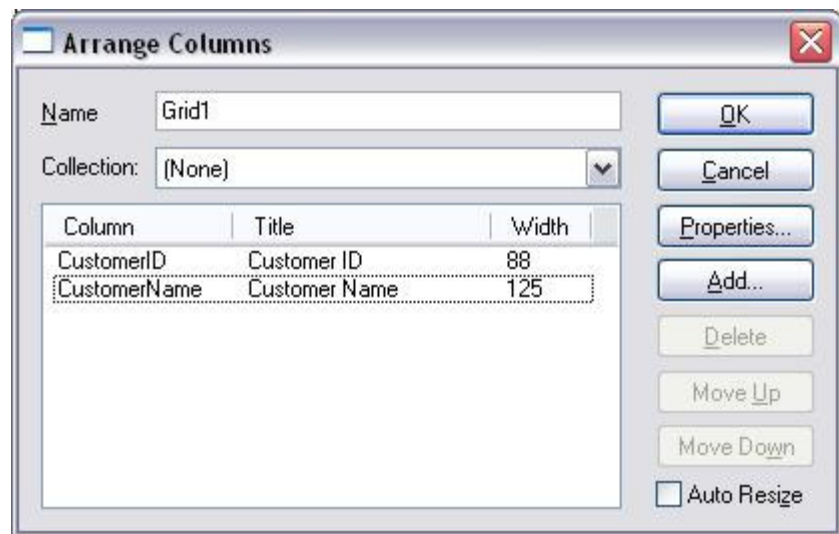 Arrange Columns
Name Grid1
Collection: (None)
Column Title Width
CustomerID Customer ID 88
CustomerName Customer Name 125
OK
Cancel
Properties...
Add...
Delete
Move Up
Move Down
Auto Resize